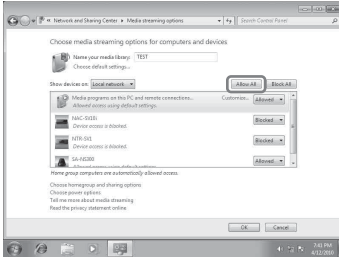 « Network and Sharing Center ▸ Media streaming options
Search Control Panel
Choose media streaming options for computers and devices
Name your media library: TEST
Choose default settings...
Show devices on: Local network
Allow All
Block All
Media programs on this PC and remote connections...
Allowed using default settings.
Customize...
Allowed
NAC-SV10i
Device access is blocked.
Blocked
NTR-SX1
Device access is blocked.
Blocked
SA-NS300
Allowed
Home group computers are automatically allowed access.
Choose homegroup and sharing options
Choose power options
Tell me more about media streaming
Read the privacy statement online
OK
Cancel
7:41 PM
4/12/2010